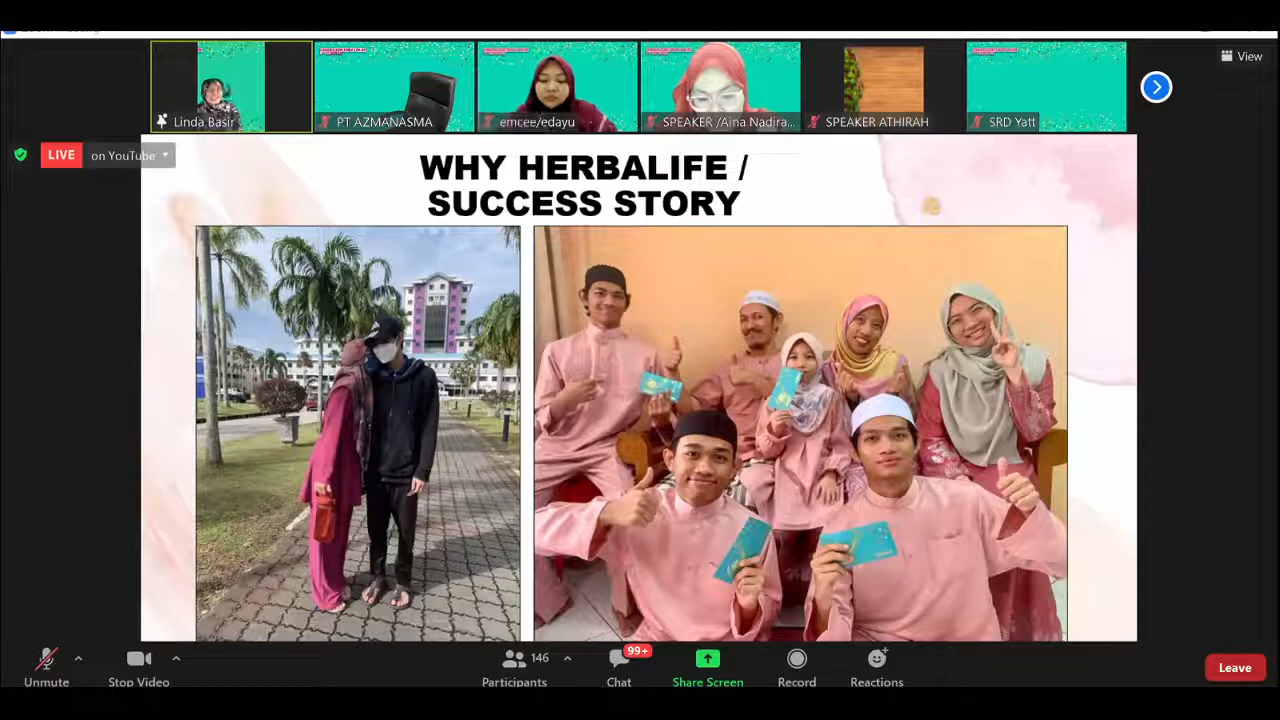 View
Linda Basir
PT AZMANASMA
emcee/edayu
SPEAKER /Aina Nadira...
SPEAKER ATHIRAH
SRD Yatt
LIVE
on YouTube
WHY HERBALIFE /
SUCCESS STORY
146
99+
Unmute
Stop Video
Participants
Chat
Share Screen
Record
Reactions
Leave